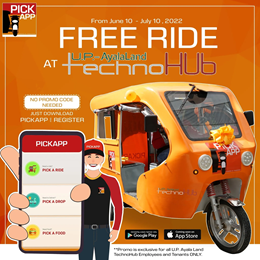 PICK
APP
From June 10 - July 10, 2022
FREE RIDE
AT
U.P. AyalaLand
TechnoHUb
NO PROMO CODE
NEEDED
JUST DOWNLOAD
PICKAPP | REGISTER
PICKAPP
PICK A RIDE
PICK A DROP
PICK A FOOD
technoHUb
Google Play
App Store
**Promo is exclusive for all U.P. Ayala Land
TechnoHub Employees and Tenants ONLY